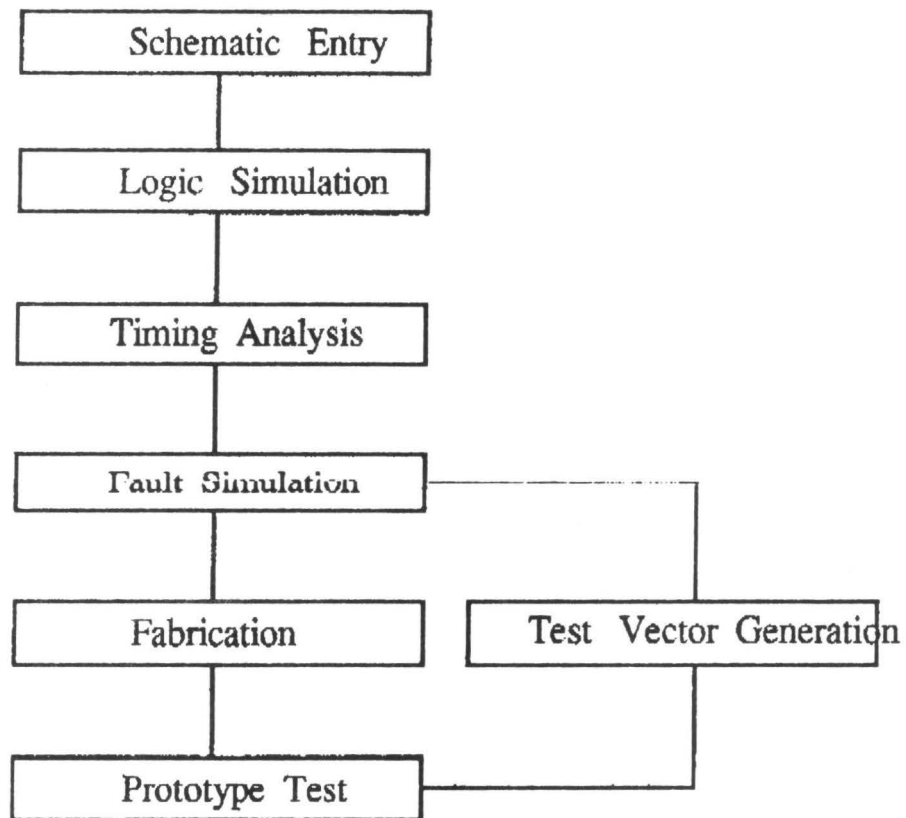 Schematic Entry
Logic Simulation
Timing Analysis
Fault Simulation
Fabrication
Test Vector Generation
Prototype Test